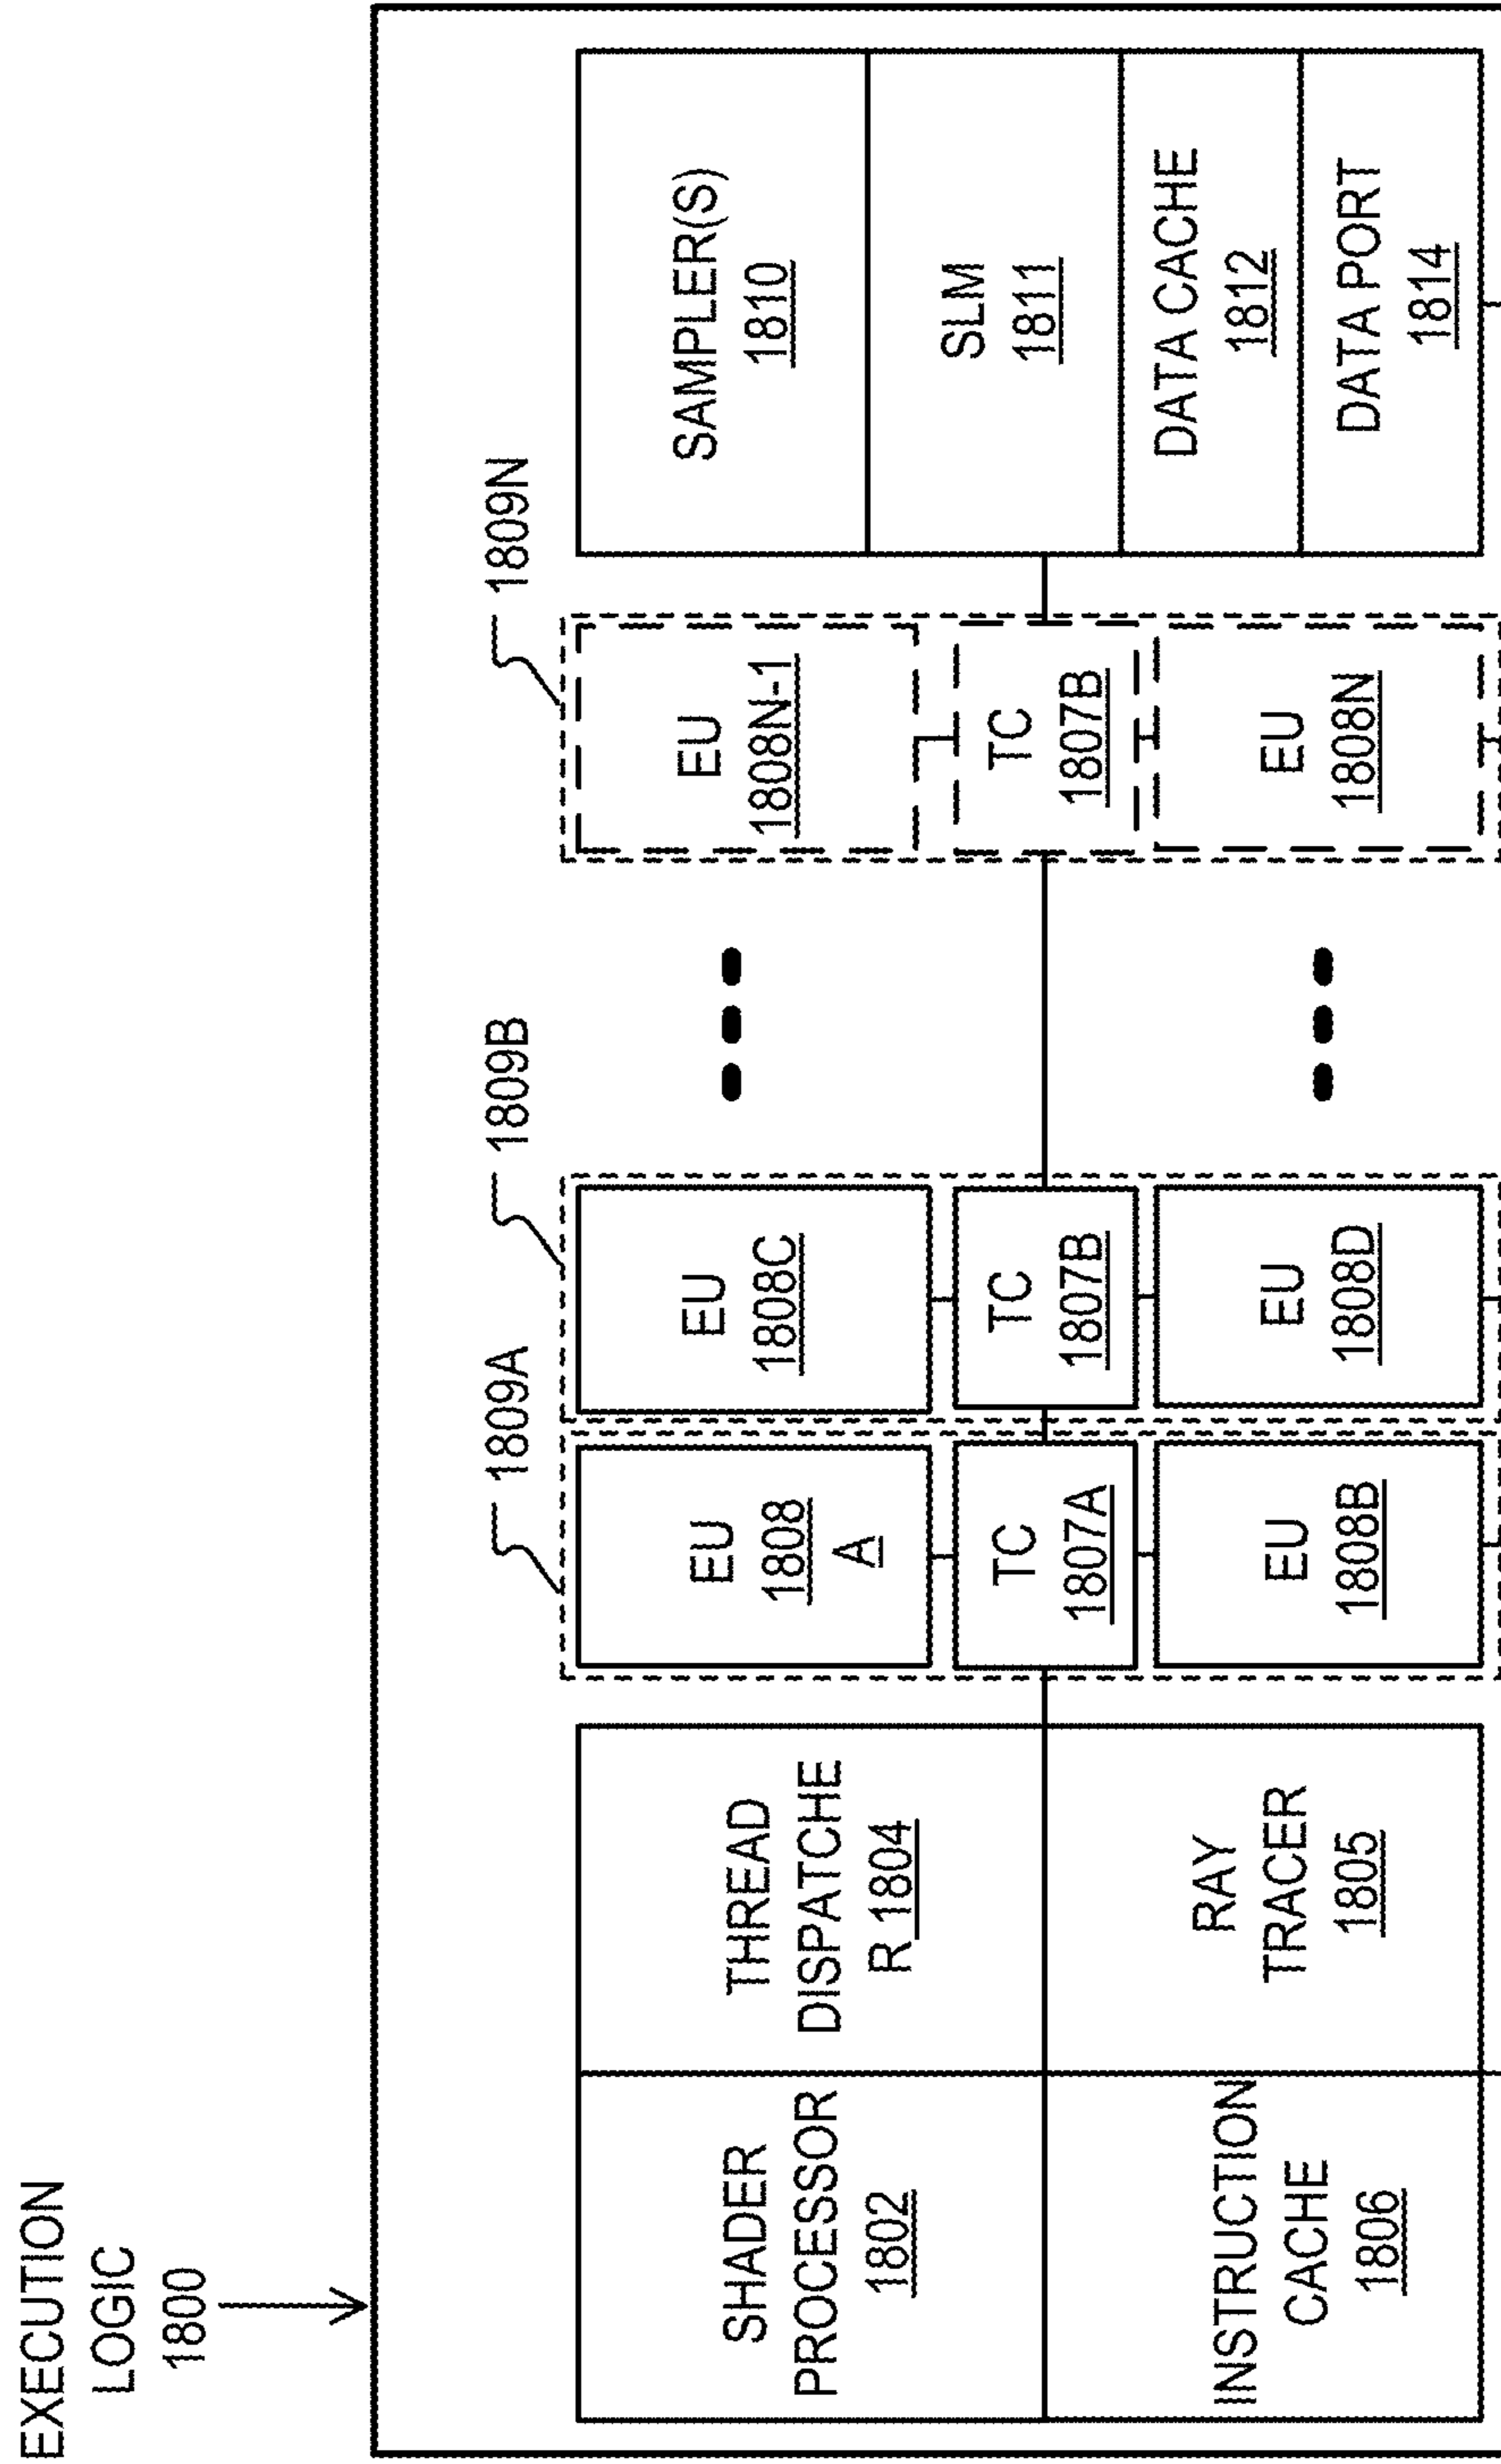 EXECUTION
LOGIC
1800
1809A
1809B
1809N
SHADER
PROCESSOR
1802
THREAD
DISPATCHE
R 1804
EU
1808
A
EU
1808C
EU
1808N-1
SAMPLER(S)
1810
TC
1807A
TC
1807B
TC
1807B
SLM
1811
INSTRUCTION
CACHE
1806
RAY
TRACER
1805
EU
1808B
EU
1808D
EU
1808N
DATA CACHE
1812
DATA PORT
1814